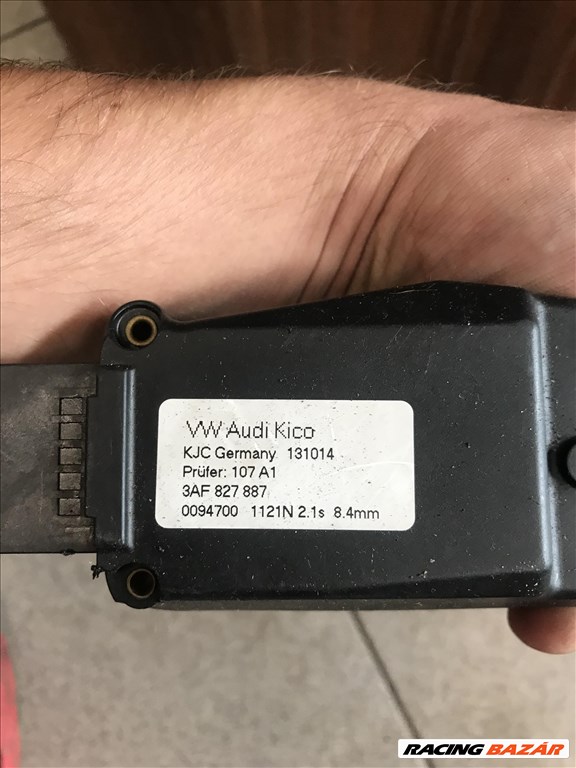 VW Audi Kico
KJC Germany 131014
Prüfer: 107 A1
3AF 827 887
0094700 1121N 2.1s 8.4mm
RACING BAZÁR